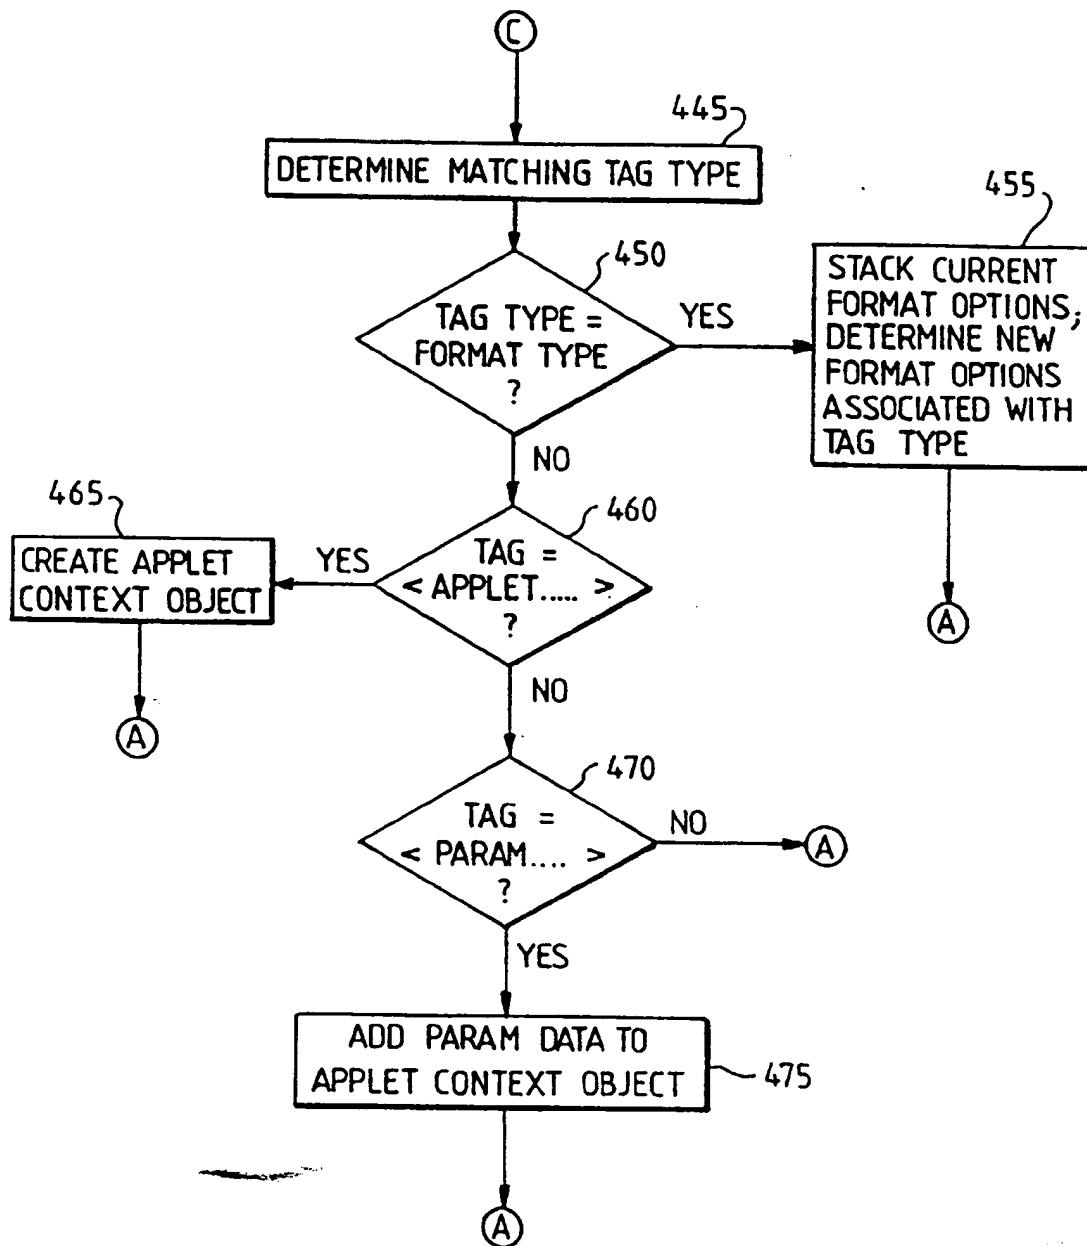 C
445
DETERMINE MATCHING TAG TYPE
450
TAG TYPE =
FORMAT TYPE
?
YES
455
STACK CURRENT
FORMAT OPTIONS;
DETERMINE NEW
FORMAT OPTIONS
ASSOCIATED WITH
TAG TYPE
A
NO
460
TAG =
< APPLET..... >
?
YES
465
CREATE APPLET
CONTEXT OBJECT
A
NO
470
TAG =
< PARAM.... >
?
NO
A
YES
ADD PARAM DATA TO
APPLET CONTEXT OBJECT
475
A